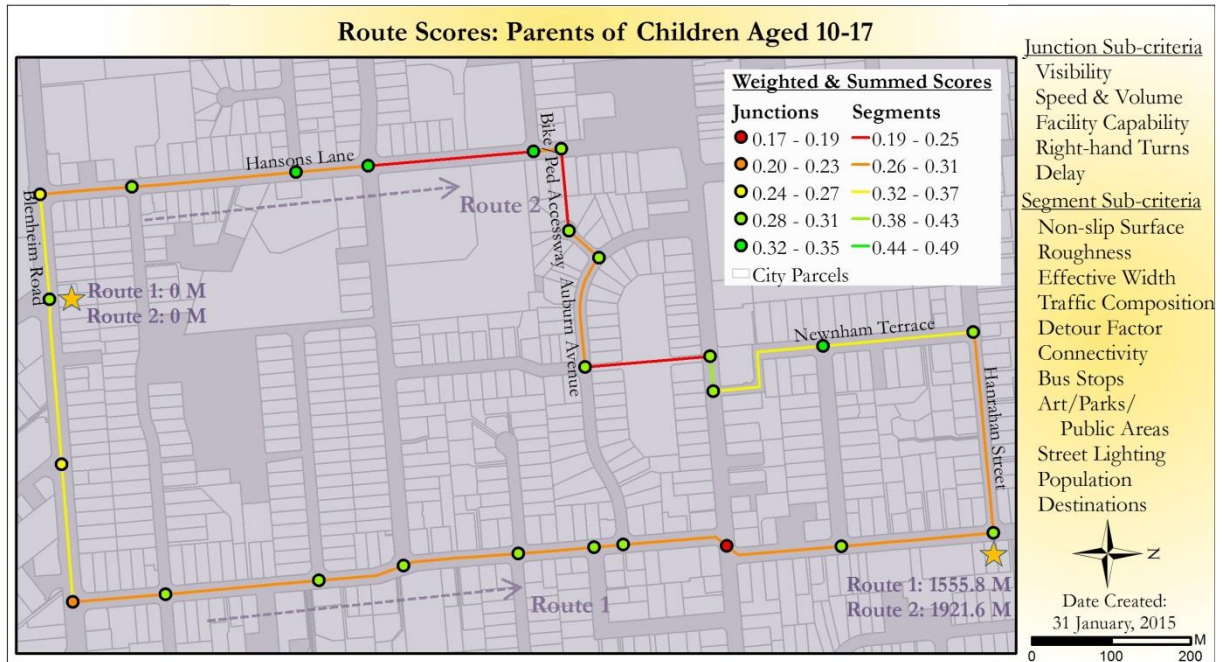 Route Scores: Parents of Children Aged 10-17
Weighted & Summed Scores
Junctions Segments
0.17 - 0.19 0.19 - 0.25
0.20 - 0.23 0.26 - 0.31
0.24 - 0.27 0.32 - 0.37
0.28 - 0.31 0.38 - 0.43
0.32 - 0.35 0.44 - 0.49
City Parcels
Hansons Lane
Bike/Ped Accessway
Route 2
Blenheim Road
Route 1: 0 M
Route 2: 0 M
Auburn Avenue
Newnham Terrace
Hanrahan Street
Route 1
Route 1: 1555.8 M
Route 2: 1921.6 M
Junction Sub-criteria
Visibility
Speed & Volume
Facility Capability
Right-hand Turns
Delay
Segment Sub-criteria
Non-slip Surface
Roughness
Effective Width
Traffic Composition
Detour Factor
Connectivity
Bus Stops
Art/Parks/
Public Areas
Street Lighting
Population
Destinations
N
Date Created:
31 January, 2015
M
0 100 200